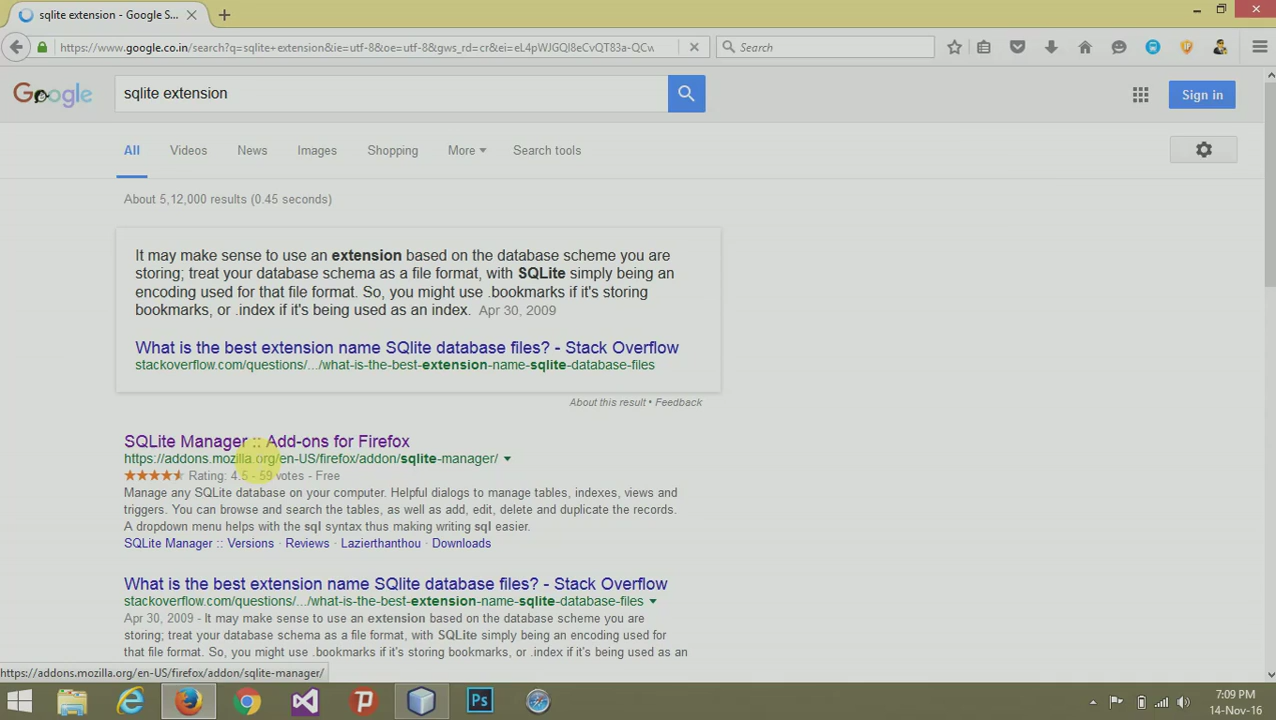 sqlite extension - Google S...
https://www.google.co.in/search?q=sqlite+extension&ie=utf-8&oe=utf-8&gws_rd=cr&ei=eL4pWJGQI8eCvQT83a-QCw
Search
Google
sqlite extension
Sign in
All Videos News Images Shopping More Search tools
About 5,12,000 results (0.45 seconds)
It may make sense to use an extension based on the database scheme you are
storing; treat your database schema as a file format, with SQLite simply being an
encoding used for that file format. So, you might use .bookmarks if it's storing
bookmarks, or .index if it's being used as an index. Apr 30, 2009
What is the best extension name SQlite database files? - Stack Overflow
stackoverflow.com/questions/.../what-is-the-best-extension-name-sqlite-database-files
About this result • Feedback
SQLite Manager :: Add-ons for Firefox
https://addons.mozilla.org/en-US/firefox/addon/sqlite-manager/
Rating: 4.5 - 59 votes - Free
Manage any SQLite database on your computer. Helpful dialogs to manage tables, indexes, views and
triggers. You can browse and search the tables, as well as add, edit, delete and duplicate the records.
A dropdown menu helps with the sql syntax thus making writing sql easier.
SQLite Manager :: Versions · Reviews · Lazierthanthou · Downloads
What is the best extension name SQlite database files? - Stack Overflow
stackoverflow.com/questions/.../what-is-the-best-extension-name-sqlite-database-files
Apr 30, 2009 - It may make sense to use an extension based on the database scheme you are
storing; treat your database schema as a file format, with SQLite simply being an encoding used for
that file format. So, you might use .bookmarks if it's storing bookmarks, or .index if it's being used as an
https://addons.mozilla.org/en-US/firefox/addon/sqlite-manager/
Ps
7:09 PM
14-Nov-16